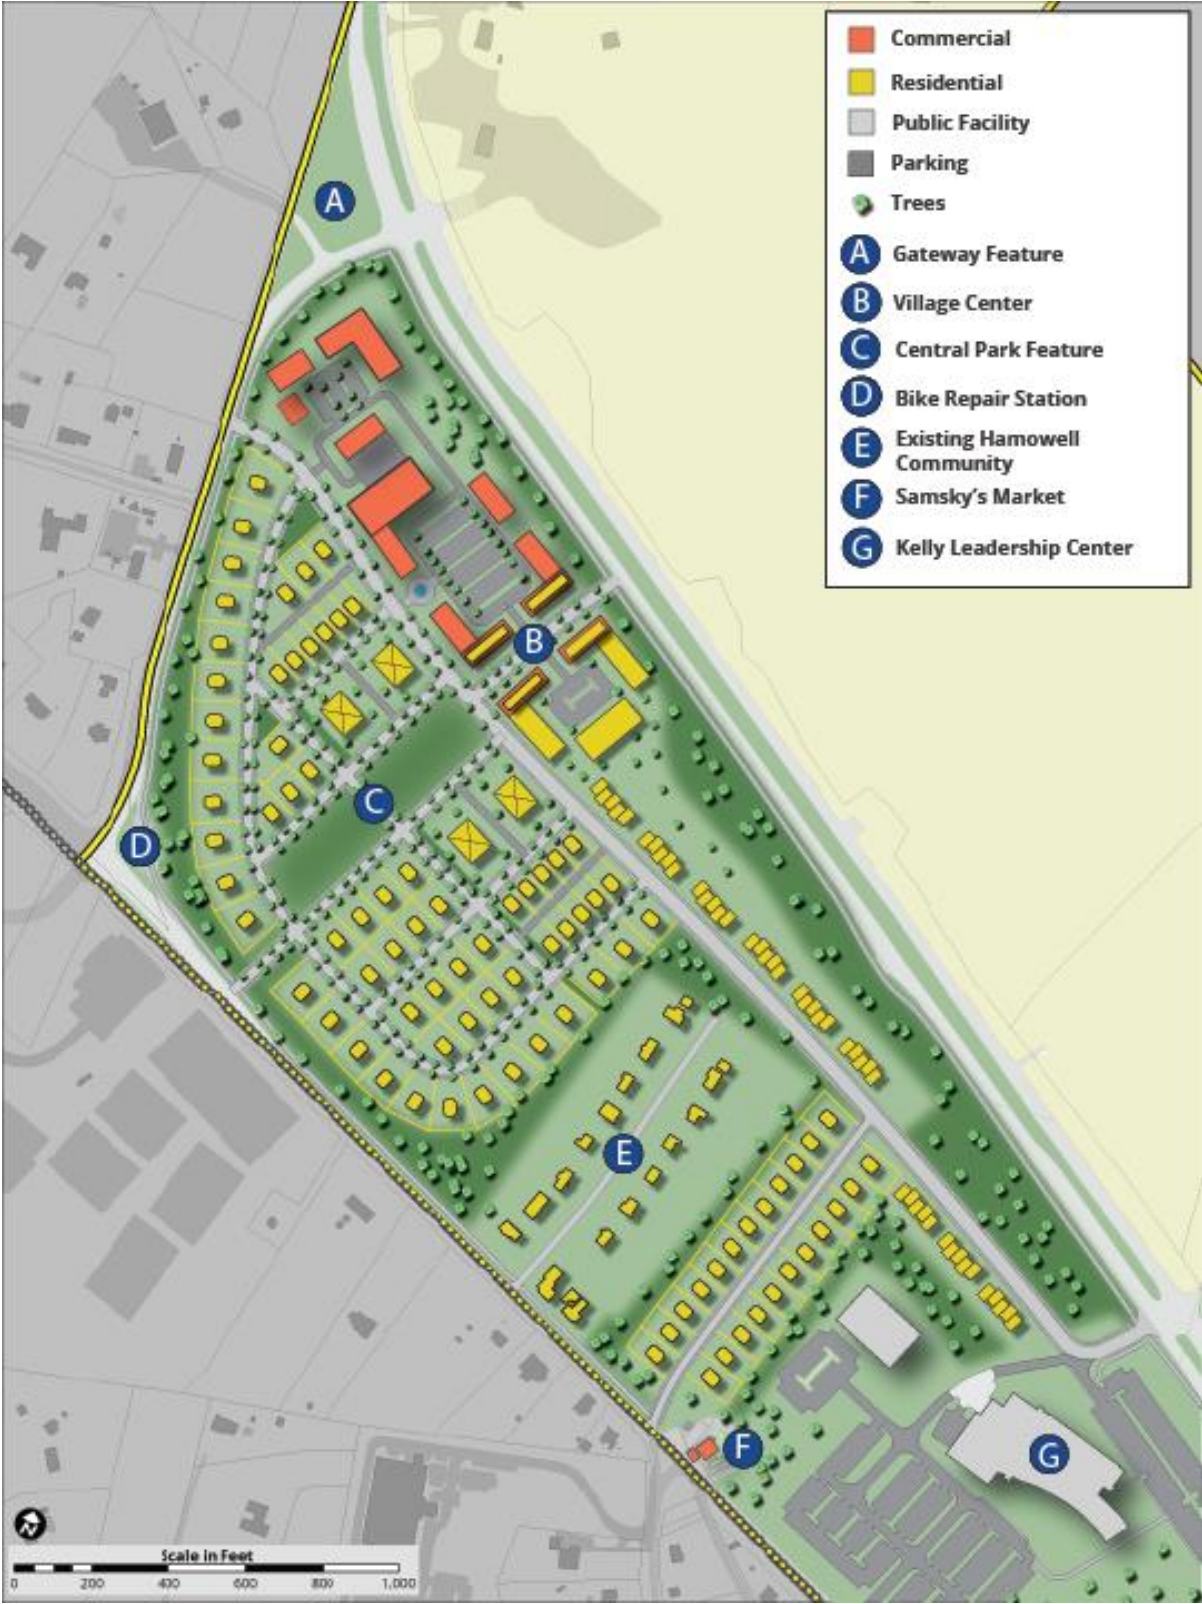 Commercial
Residential
Public Facility
Parking
Trees
A Gateway Feature
B Village Center
C Central Park Feature
D Bike Repair Station
E Existing Hamowell
Community
F Samsky's Market
G Kelly Leadership Center
A
B
C
D
E
F
G
Scale in Feet
0 200 400 600 800 1,000